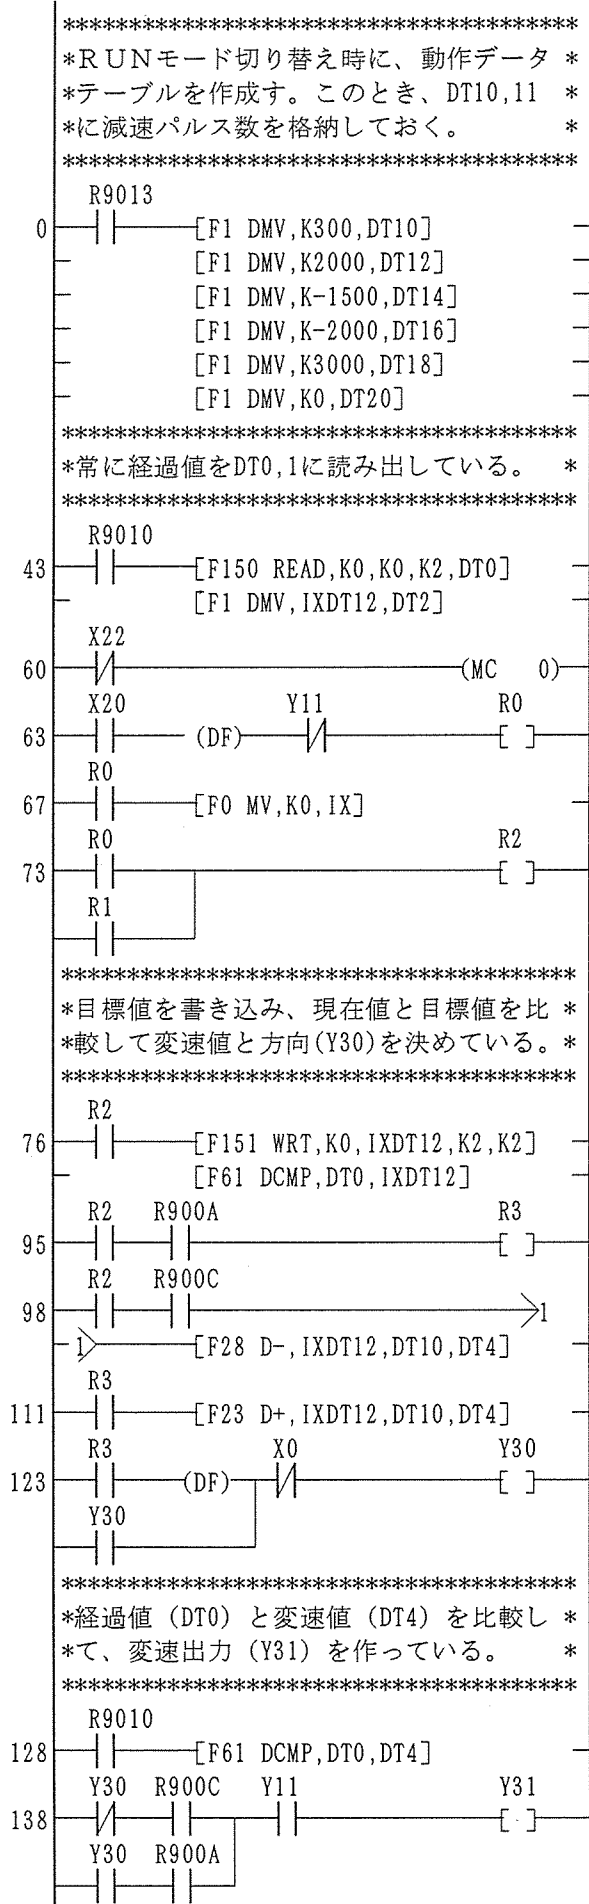 ***************************************
*RUNモード切り替え時に、動作データ *
*テーブルを作成す。このとき、DT10,11 *
*に減速パルス数を格納しておく。 *
***************************************
R9013
0 [F1 DMV,K300,DT10]
[F1 DMV,K2000,DT12]
[F1 DMV,K-1500,DT14]
[F1 DMV,K-2000,DT16]
[F1 DMV,K3000,DT18]
[F1 DMV,K0,DT20]
***************************************
*常に経過値をDT0,1に読み出している。 *
***************************************
R9010
43 [F150 READ,K0,K0,K2,DT0]
[F1 DMV,IXDT12,DT2]
X22
60 (MC 0)
X20 Y11 R0
63 (DF) [ ]
R0
67 [F0 MV,K0,IX]
R0 R2
73 [ ]
R1
***************************************
*目標値を書き込み、現在値と目標値を比 *
*較して変速値と方向(Y30)を決めている。*
***************************************
R2
76 [F151 WRT,K0,IXDT12,K2,K2]
[F61 DCMP,DT0,IXDT12]
R2 R900A R3
95 [ ]
R2 R900C
98 1
1 [F28 D-,IXDT12,DT10,DT4]
R3
111 [F23 D+,IXDT12,DT10,DT4]
R3 X0 Y30
123 (DF) [ ]
Y30
***************************************
*経過値 (DT0) と変速値 (DT4) を比較し *
*て、変速出力 (Y31) を作っている。 *
***************************************
R9010
128 [F61 DCMP,DT0,DT4]
Y30 R900C Y11 Y31
138 [ ]
Y30 R900A